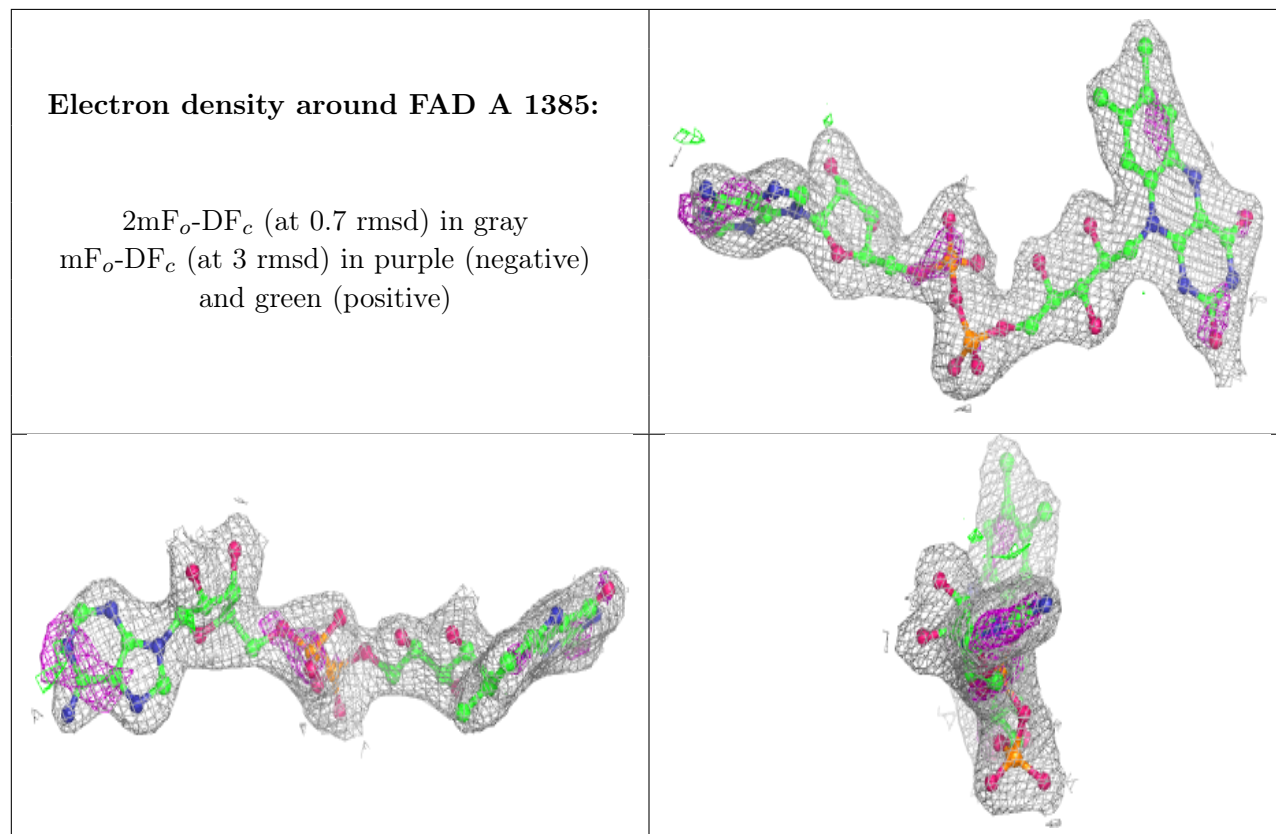 Electron density around FAD A 1385:
2mFₒ-DF𝒸 (at 0.7 rmsd) in gray
mFₒ-DF𝒸 (at 3 rmsd) in purple (negative)
and green (positive)